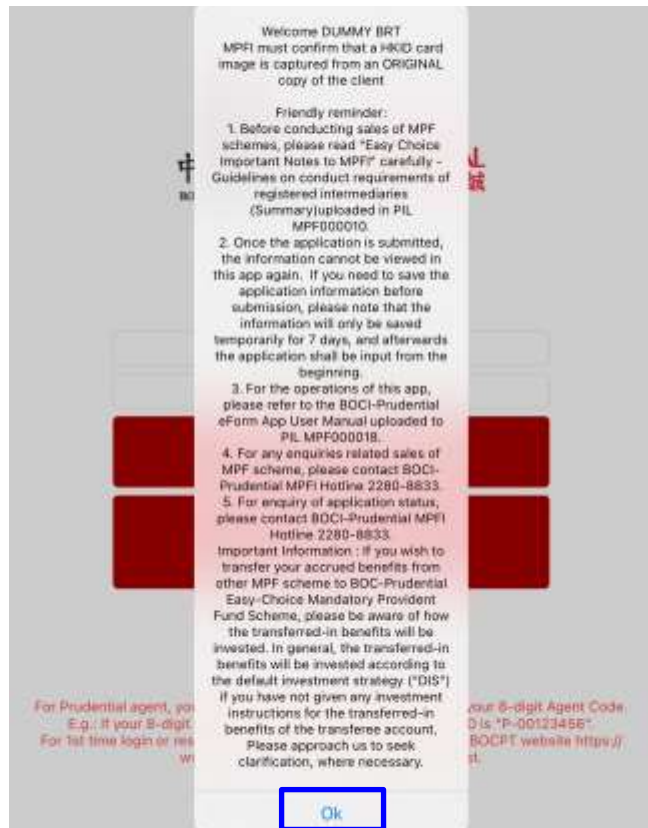 Welcome DUMMY BRT
MPFI must confirm that a HKID card
image is captured from an ORIGINAL
copy of the client
Friendly reminder:
1. Before conducting sales of MPF
schemes, please read "Easy Choice
Important Notes to MPFI" carefully -
Guidelines on conduct requirements of
registered intermediaries
(Summary)uploaded in PIL
MPF000010.
2. Once the application is submitted,
the information cannot be viewed in
this app again. If you need to save the
application information before
submission, please note that the
information will only be saved
temporarily for 7 days, and afterwards
the application shall be input from the
beginning.
3. For the operations of this app,
please refer to the BOCI-Prudential
eForm App User Manual uploaded to
PIL MPF000018.
4. For any enquiries related sales of
MPF scheme, please contact BOCI-
Prudential MPFI Hotline 2280-8833.
5. For enquiry of application status,
please contact BOCI-Prudential MPFI
Hotline 2280-8833.
Important Information : If you wish to
transfer your accrued benefits from
other MPF scheme to BOC-Prudential
Easy-Choice Mandatory Provident
Fund Scheme, please be aware of how
the transferred-in benefits will be
invested. In general, the transferred-in
benefits will be invested according to
the default investment strategy ("DIS")
if you have not given any investment
instructions for the transferred-in
benefits of the transferee account.
Please approach us to seek
clarification, where necessary.
Ok
中
誠
For Prudential agent, your 8-digit Agent Code.
E.g.: If your 8-digit is "P-00123456".
For 1st time login or BOCPT website https://